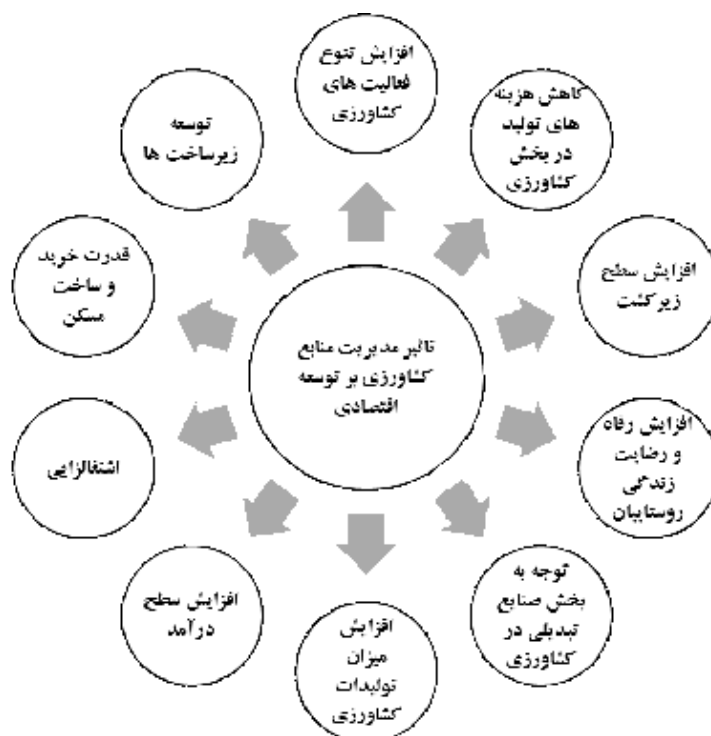 تاثیر مدیریت منابع
کشاورزی بر توسعه
اقتصادی
افزایش تنوع
فعالیت های
کشاورزی
کاهش هزینه
های تولید
در بخش
کشاورزی
افزایش سطح
زیرکشت
افزایش رفاه
و رضایت
زندگی
روستاییان
توجه به
بخش صنایع
تبدیلی در
کشاورزی
افزایش
میزان
تولیدات
کشاورزی
افزایش سطح
درآمد
اشتغالزایی
قدرت خرید
و ساخت
مسکن
توسعه
زیرساخت ها